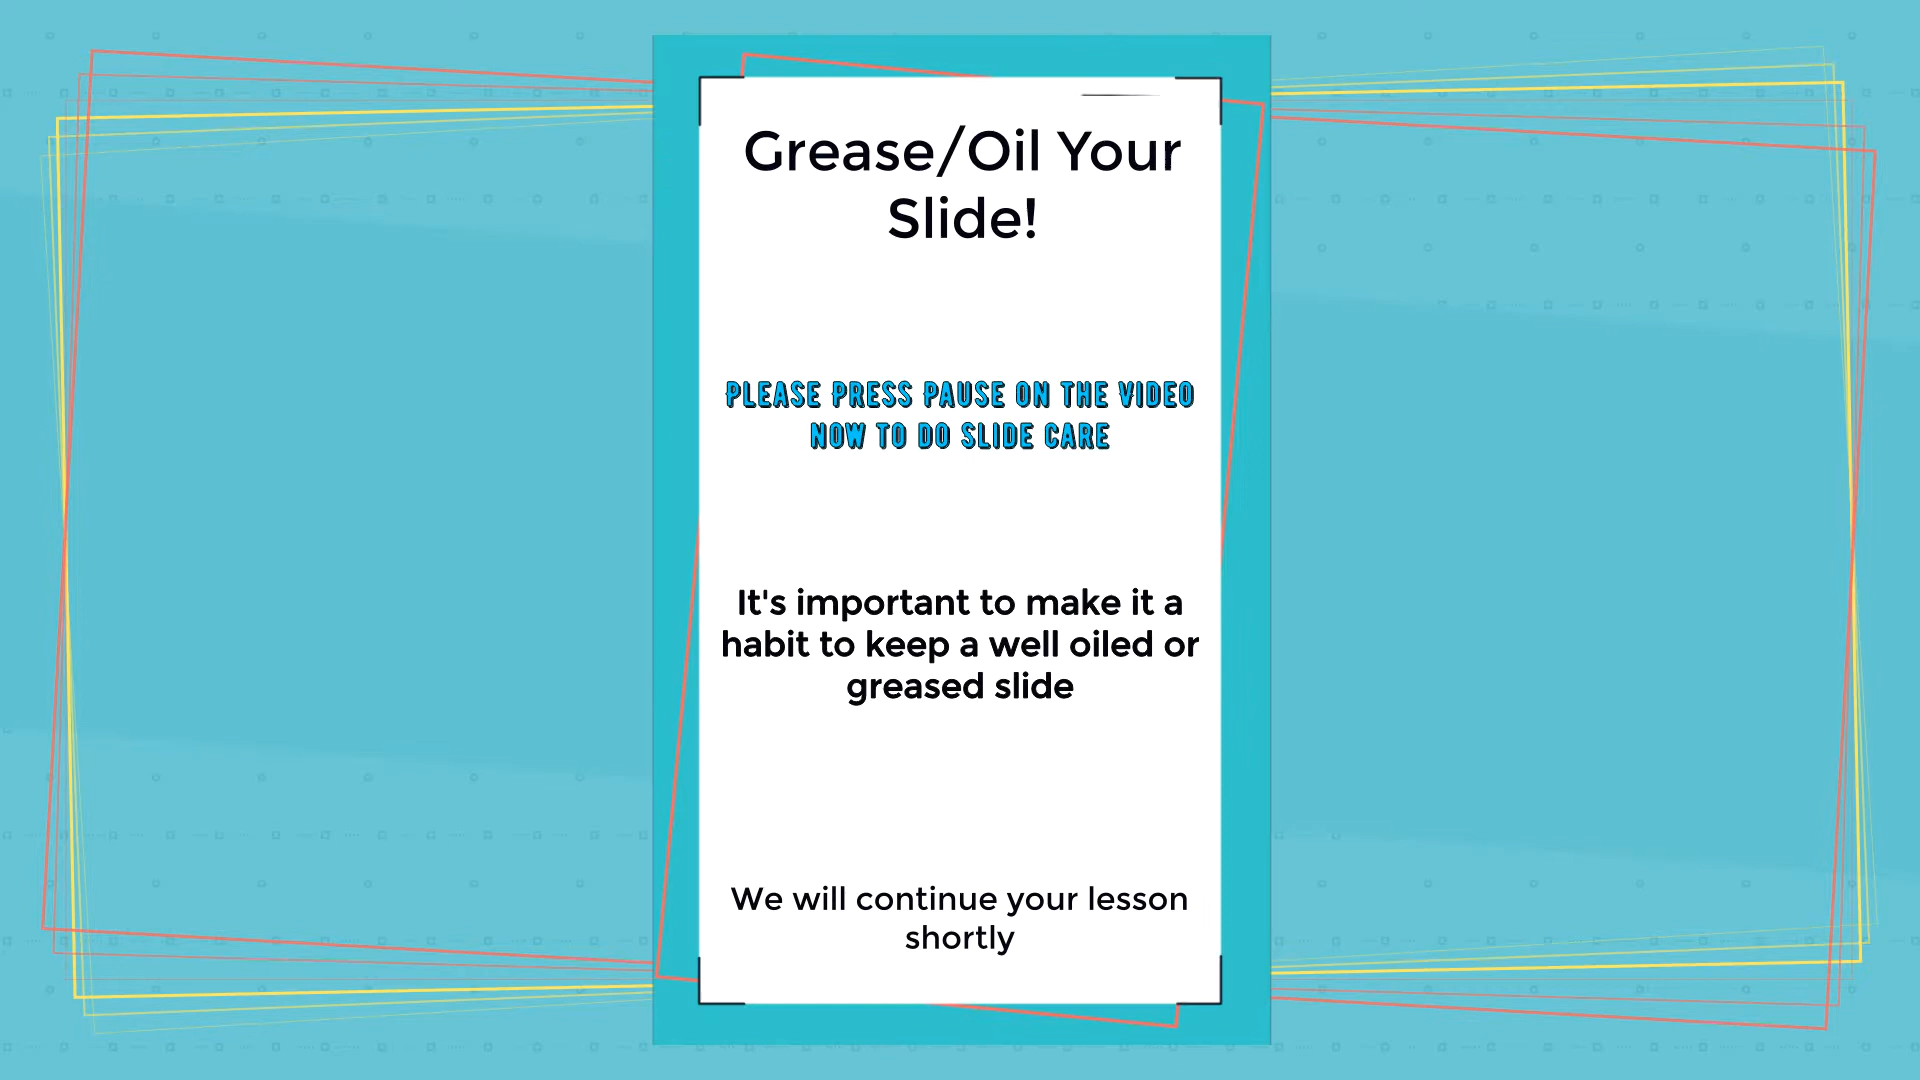 Grease/Oil Your
Slide!
PLEASE PRESS PAUSE ON THE VIDEO
NOW TO DO SLIDE CARE
It's important to make it a
habit to keep a well oiled or
greased slide
We will continue your lesson
shortly